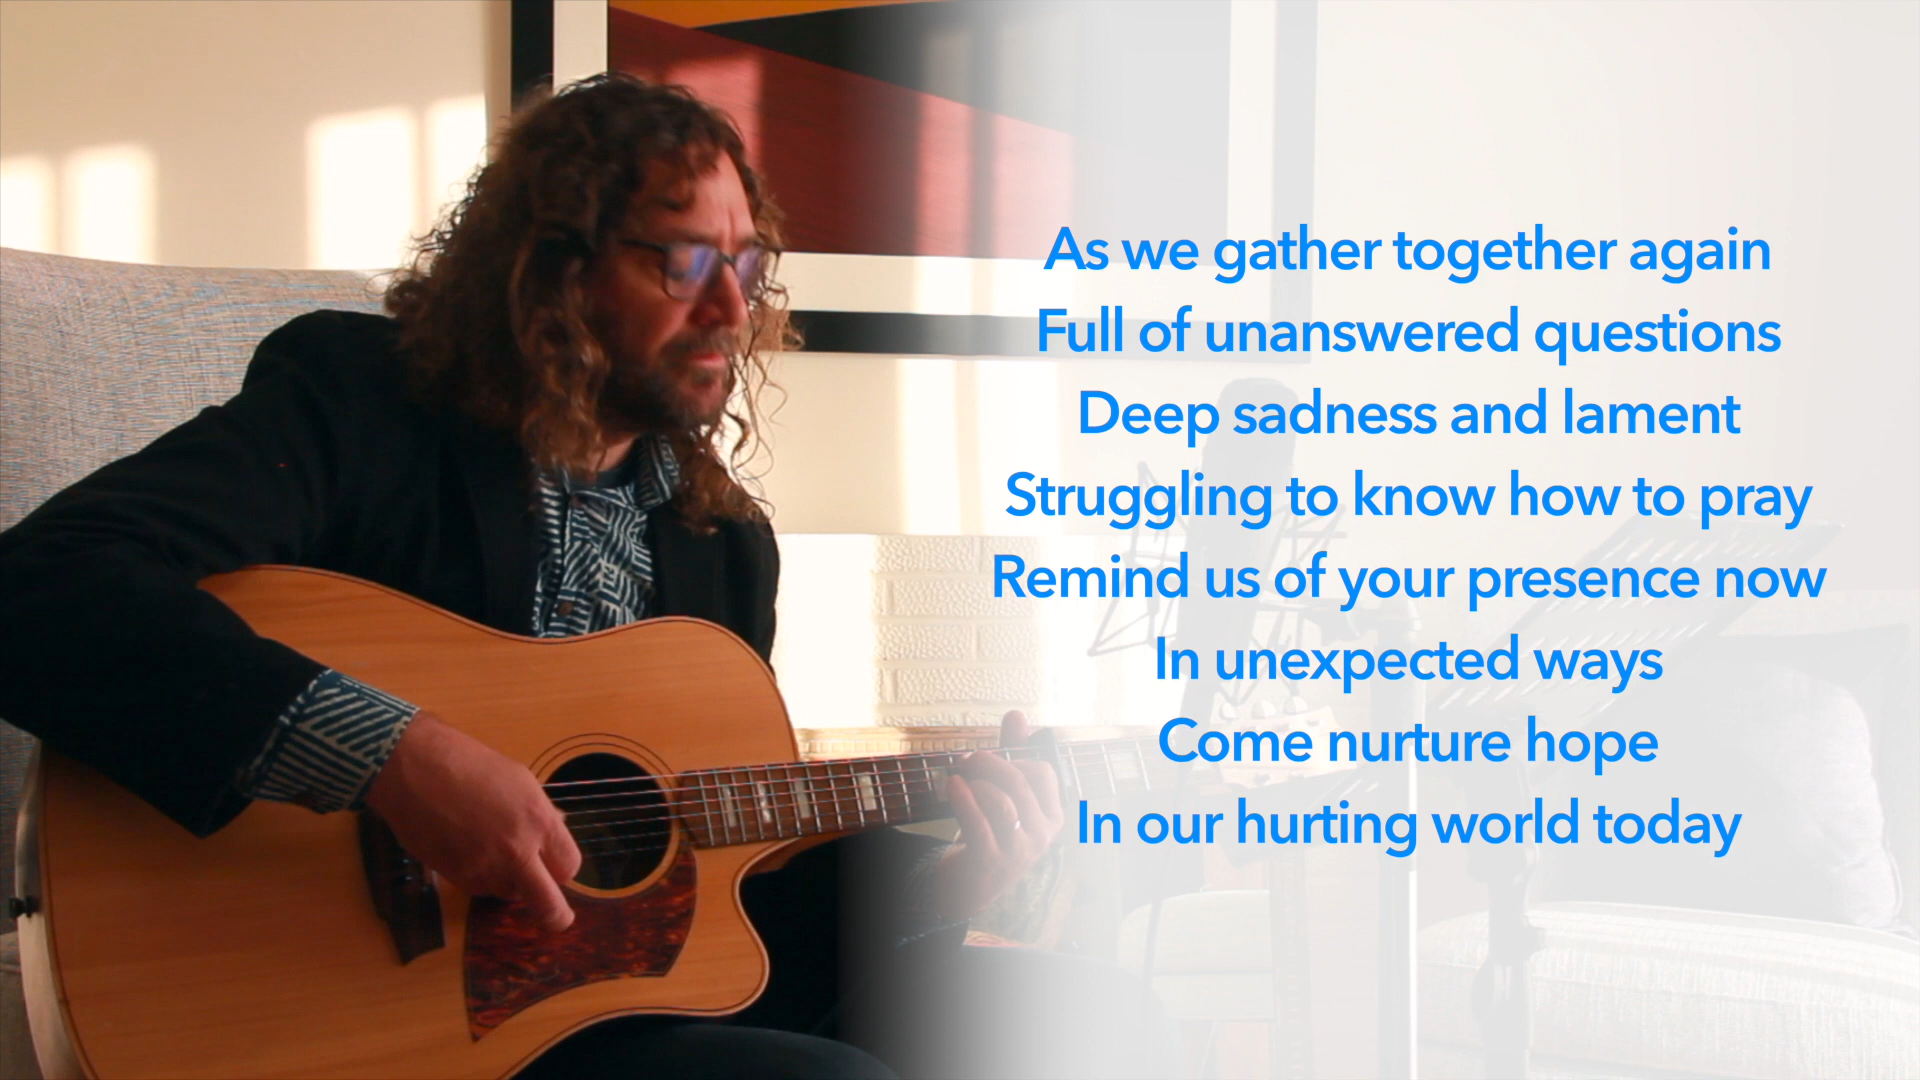 As we gather together again
Full of unanswered questions
Deep sadness and lament
Struggling to know how to pray
Remind us of your presence now
In unexpected ways
Come nurture hope
In our hurting world today